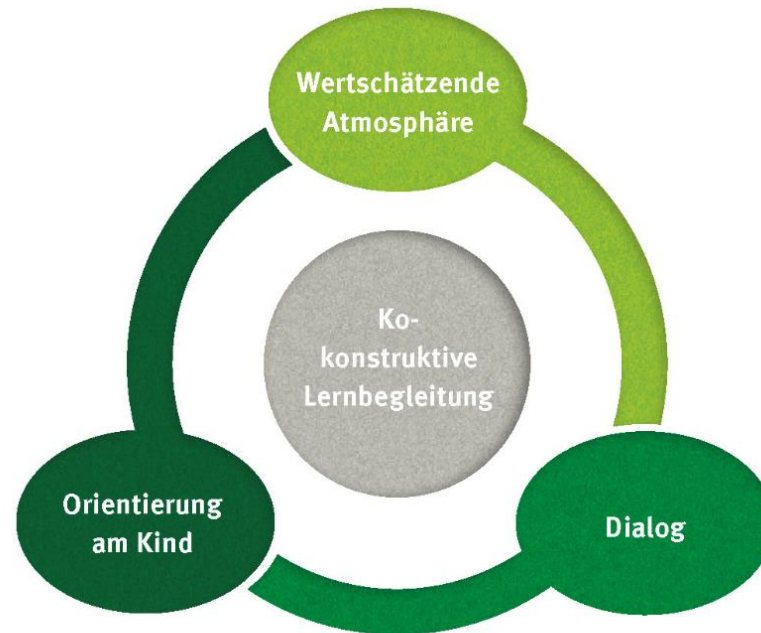 Wertschätzende
Atmosphäre
Ko-
konstruktive
Lernbegleitung
Orientierung
am Kind
Dialog